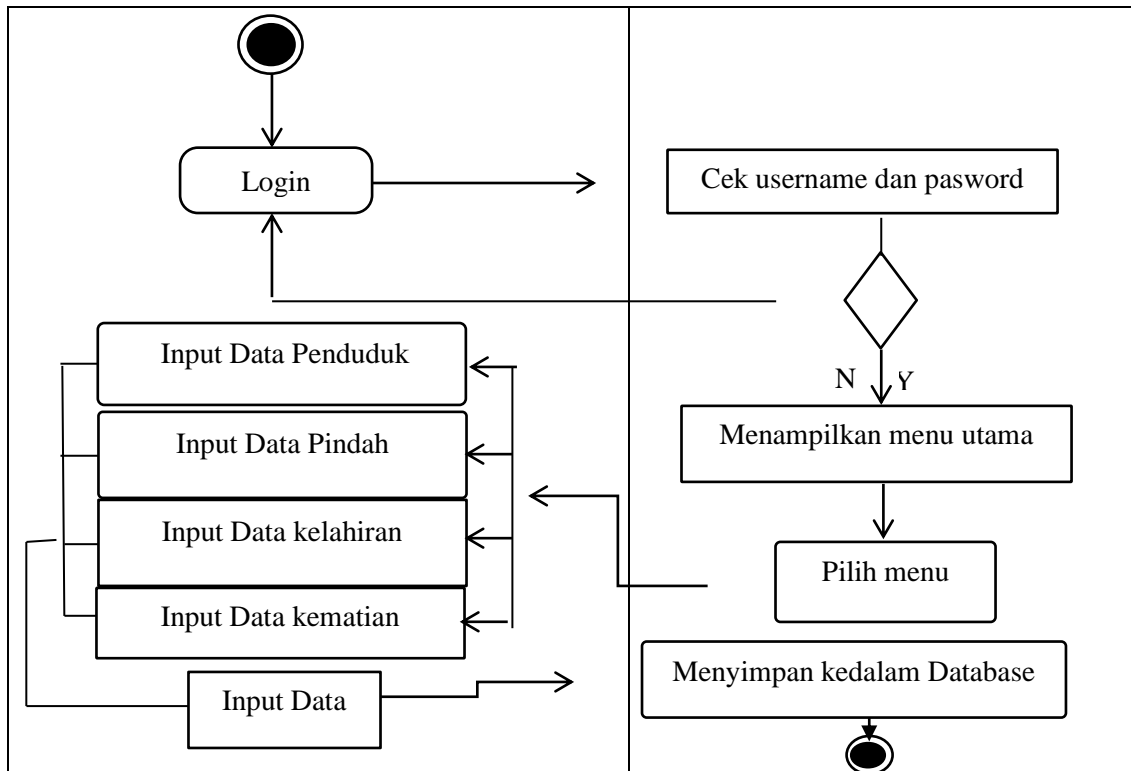 Login
Cek username dan pasword
N Y
Input Data Penduduk
Menampilkan menu utama
Input Data Pindah
Input Data kelahiran
Pilih menu
Input Data kematian
Menyimpan kedalam Database
Input Data